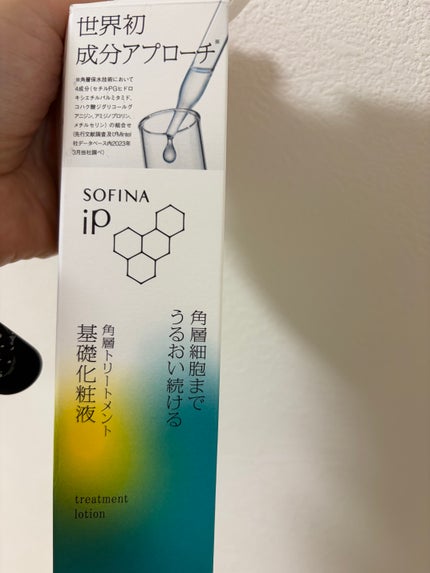 世界初
成分アプローチ※
※角層保水技術において
4成分(セチルPGヒドロ
キシエチルパルミタミド、
コハク酸ジグリコールグ
アニジン、アミジノプロリン、
メチルセリン)の組合せ
(先行文献調査及びMintel
社データベース内2023年
3月当社調べ)
SOFINA
iP
角層細胞まで
うるおい続ける
角層トリートメント
基礎化粧液
treatment
lotion